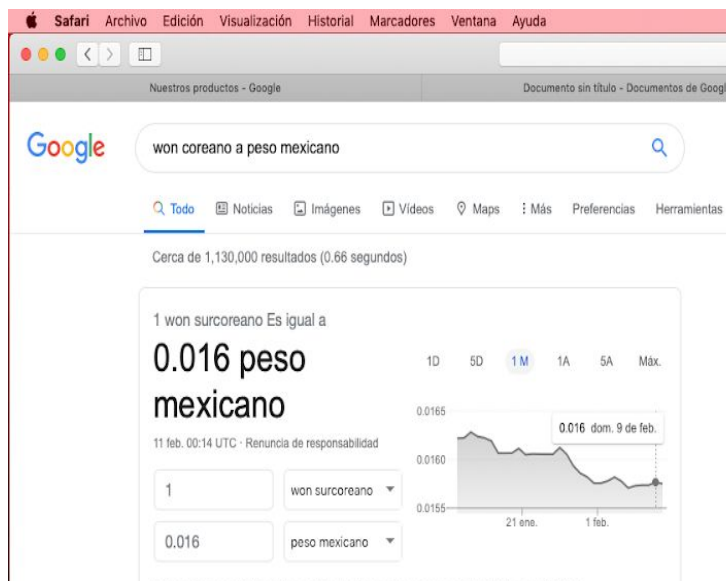 Safari Archivo Edición Visualización Historial Marcadores Ventana Ayuda
Nuestros productos - Google
Documento sin título - Documentos de Googl
Google
won coreano a peso mexicano
Todo Noticias Imágenes Vídeos Maps Más Preferencias Herramientas
Cerca de 1,130,000 resultados (0.66 segundos)
1 won surcoreano Es igual a
0.016 peso
mexicano
11 feb. 00:14 UTC · Renuncia de responsabilidad
1 won surcoreano
0.016 peso mexicano
1D 5D 1 M 1A 5A Máx.
0.0165
0.016 dom. 9 de feb.
0.0160
0.0155
21 ene. 1 feb.